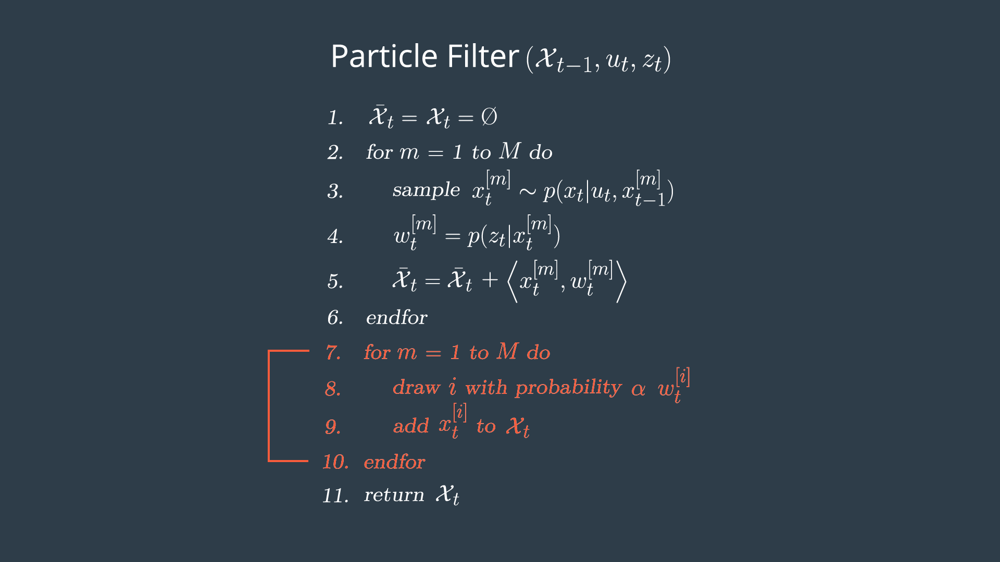 Particle Filter $(\mathcal{X}_{t-1}, u_t, z_t)$
1. $\bar{\mathcal{X}}_t = \mathcal{X}_t = \varnothing$
2. for $m$ = 1 to $M$ do
3. sample $x_t^{[m]} \sim p(x_t | u_t, x_{t-1}^{[m]})$
4. $w_t^{[m]} = p(z_t | x_t^{[m]})$
5. $\bar{\mathcal{X}}_t = \bar{\mathcal{X}}_t + \left\langle x_t^{[m]}, w_t^{[m]} \right\rangle$
6. endfor
7. for $m$ = 1 to $M$ do
8. draw $i$ with probability $\alpha$ $w_t^{[i]}$
9. add $x_t^{[i]}$ to $\mathcal{X}_t$
10. endfor
11. return $\mathcal{X}_t$